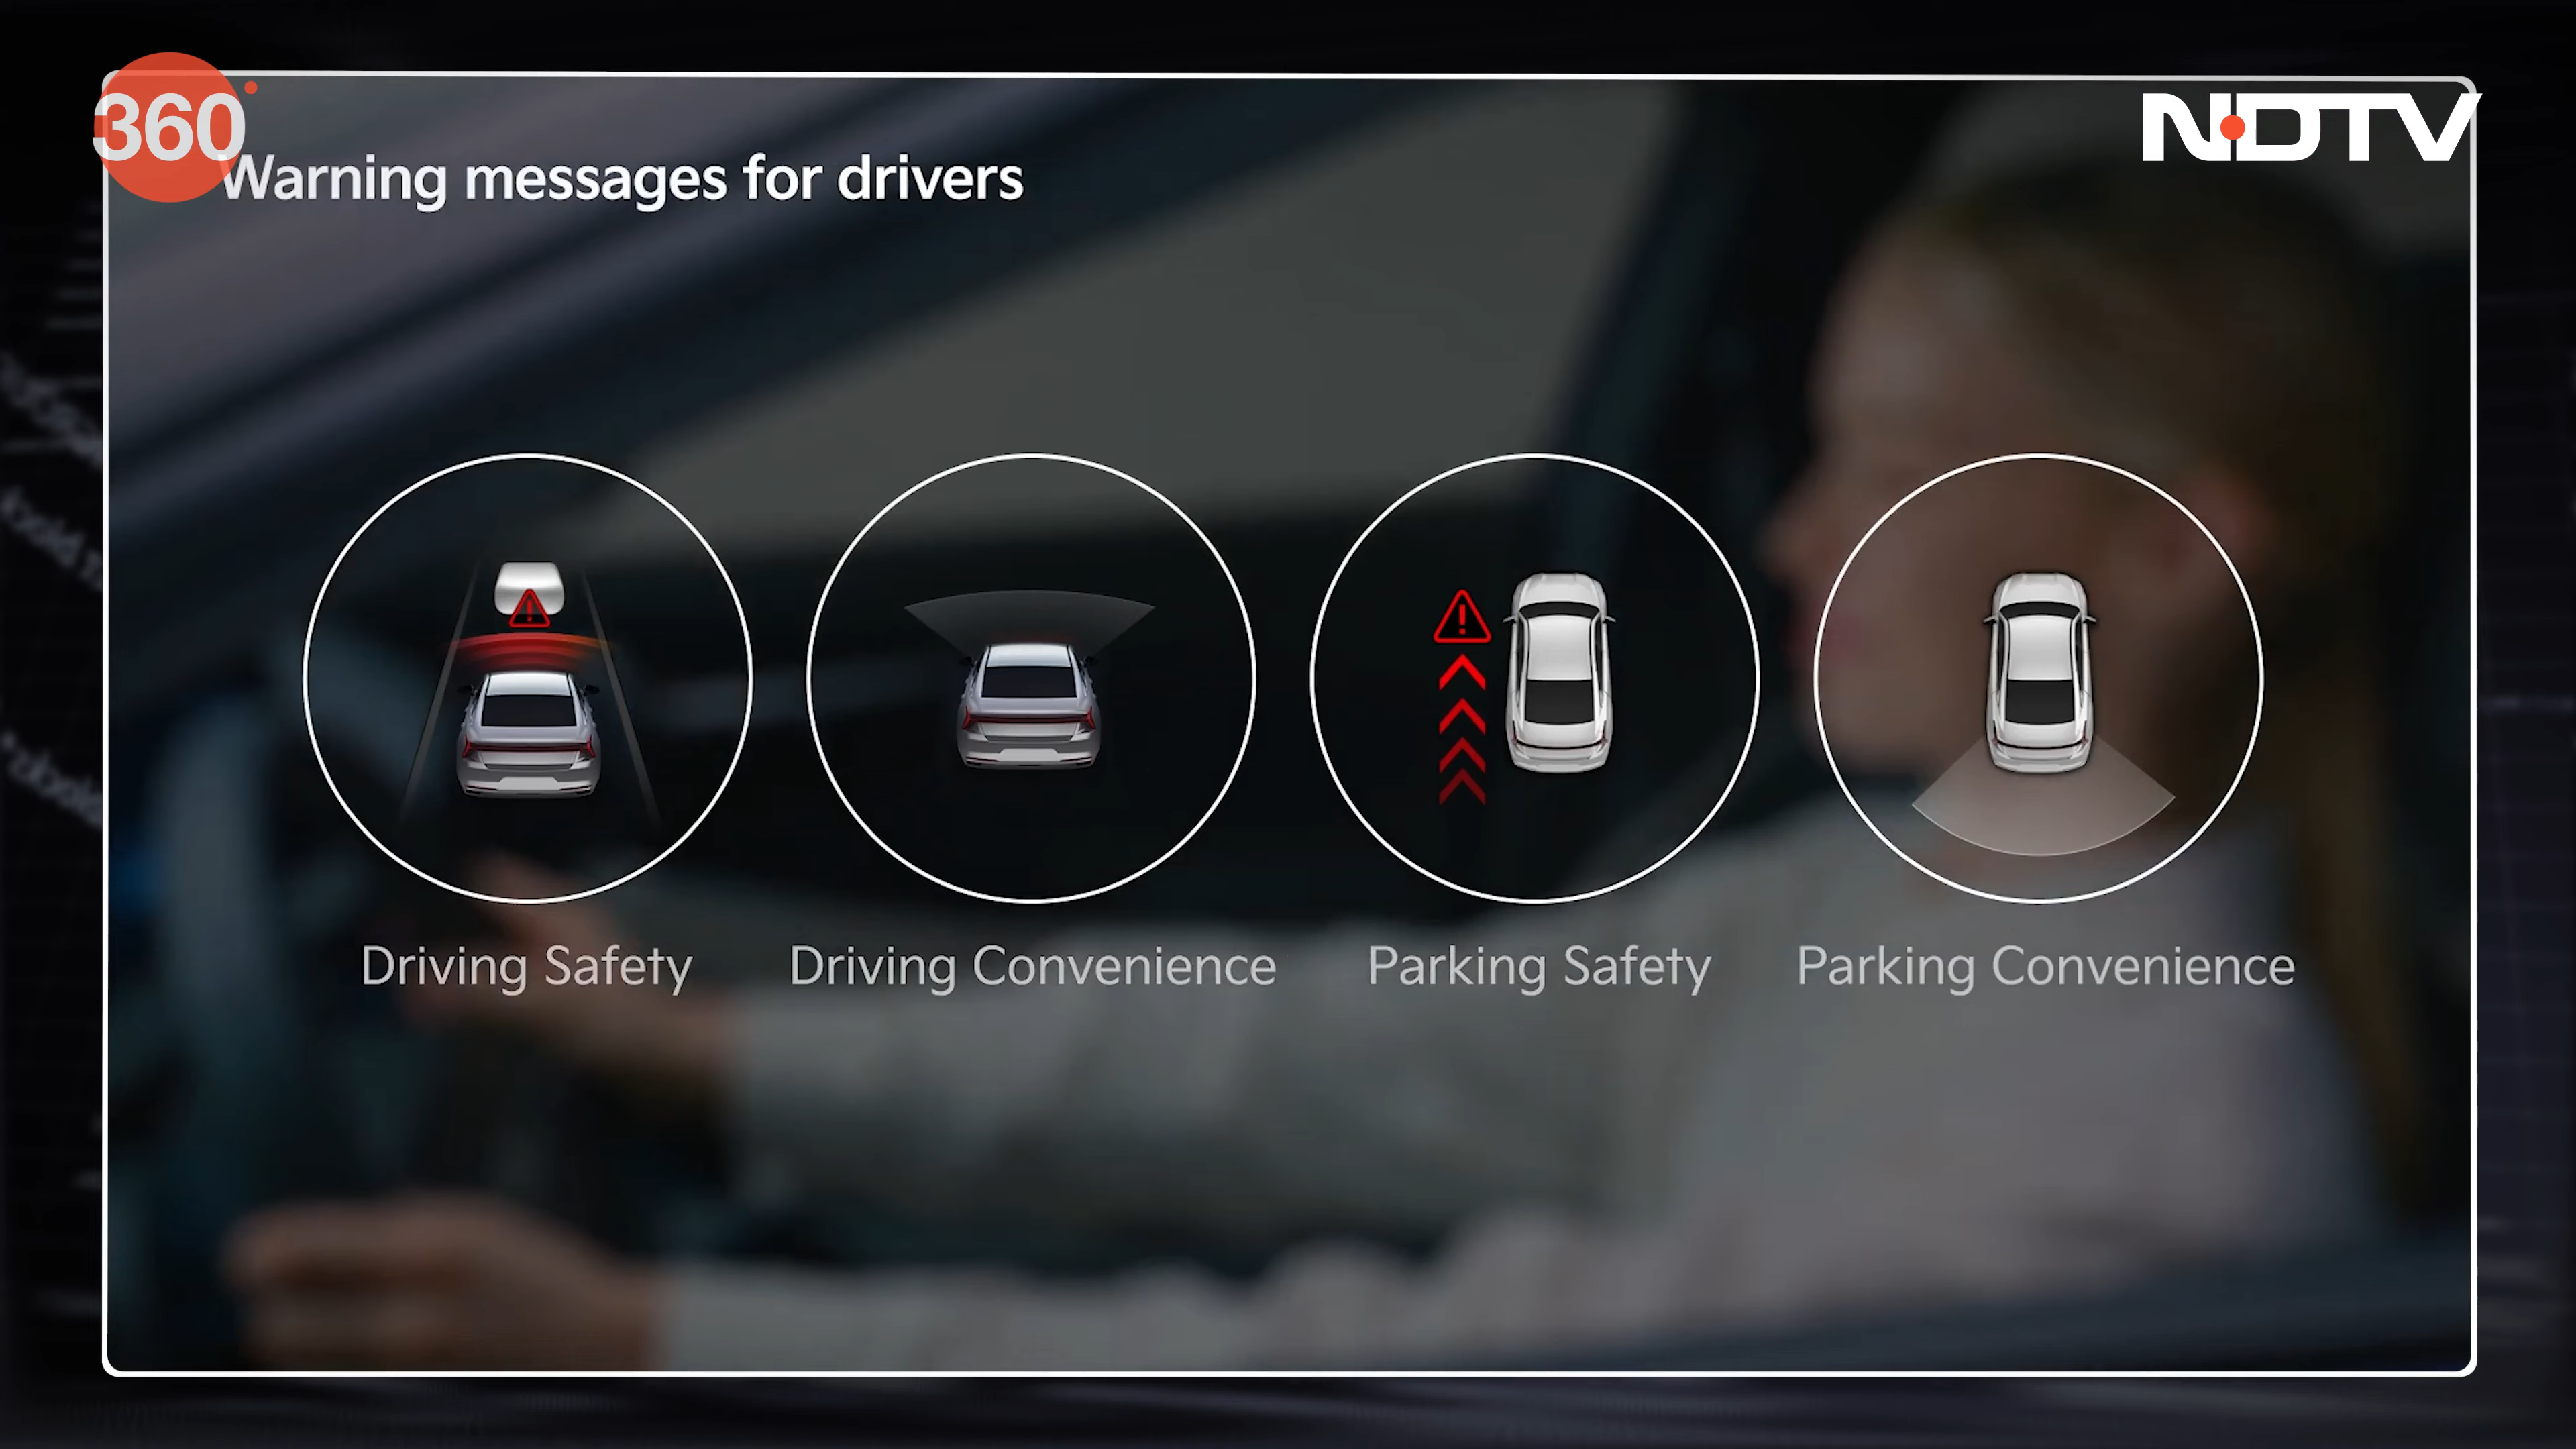 360°
NDTV
Warning messages for drivers
Driving Safety
Driving Convenience
Parking Safety
Parking Convenience